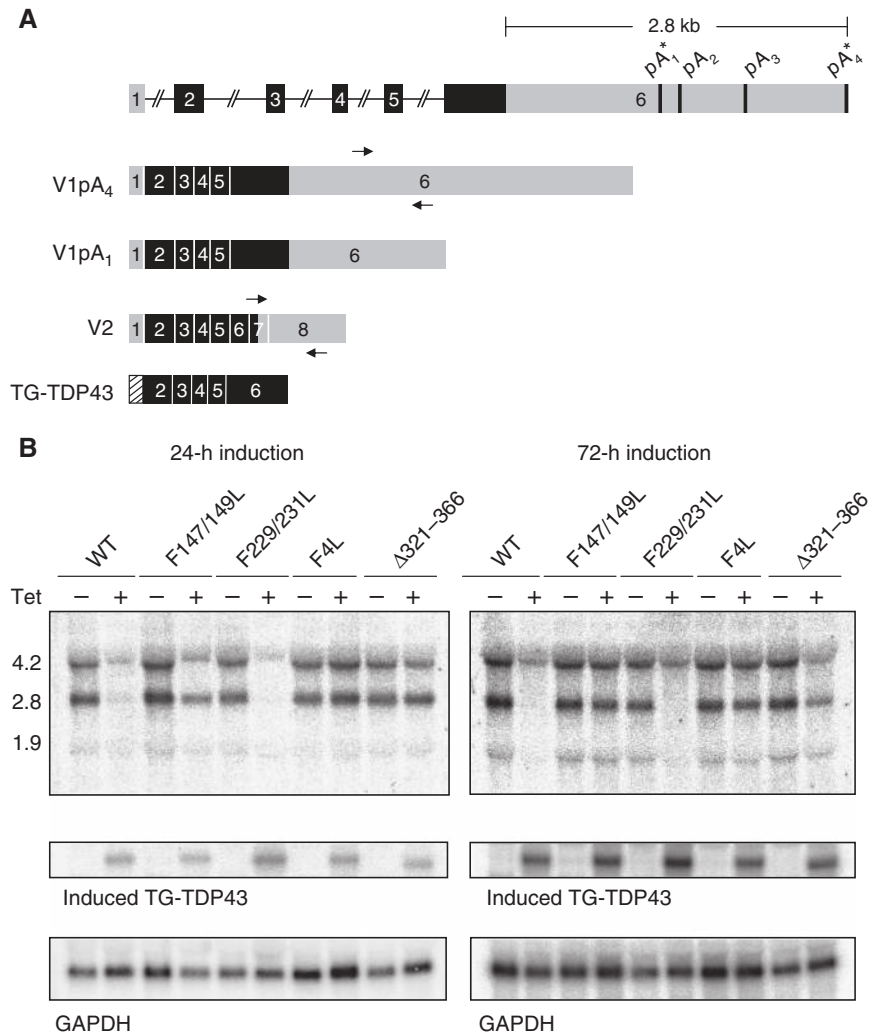 A
2.8 kb
pA*1 pA2 pA3 pA*4
1 2 3 4 5 6
V1pA4 1 2 3 4 5 6
V1pA1 1 2 3 4 5 6
V2 1 2 3 4 5 6 7 8
TG-TDP43 2 3 4 5 6
B
24-h induction 72-h induction
WT F147/149L F229/231L F4L Δ321–366 WT F147/149L F229/231L F4L Δ321–366
Tet – + – + – + – + – + – + – + – + – + – +
4.2
2.8
1.9
Induced TG-TDP43 Induced TG-TDP43
GAPDH GAPDH